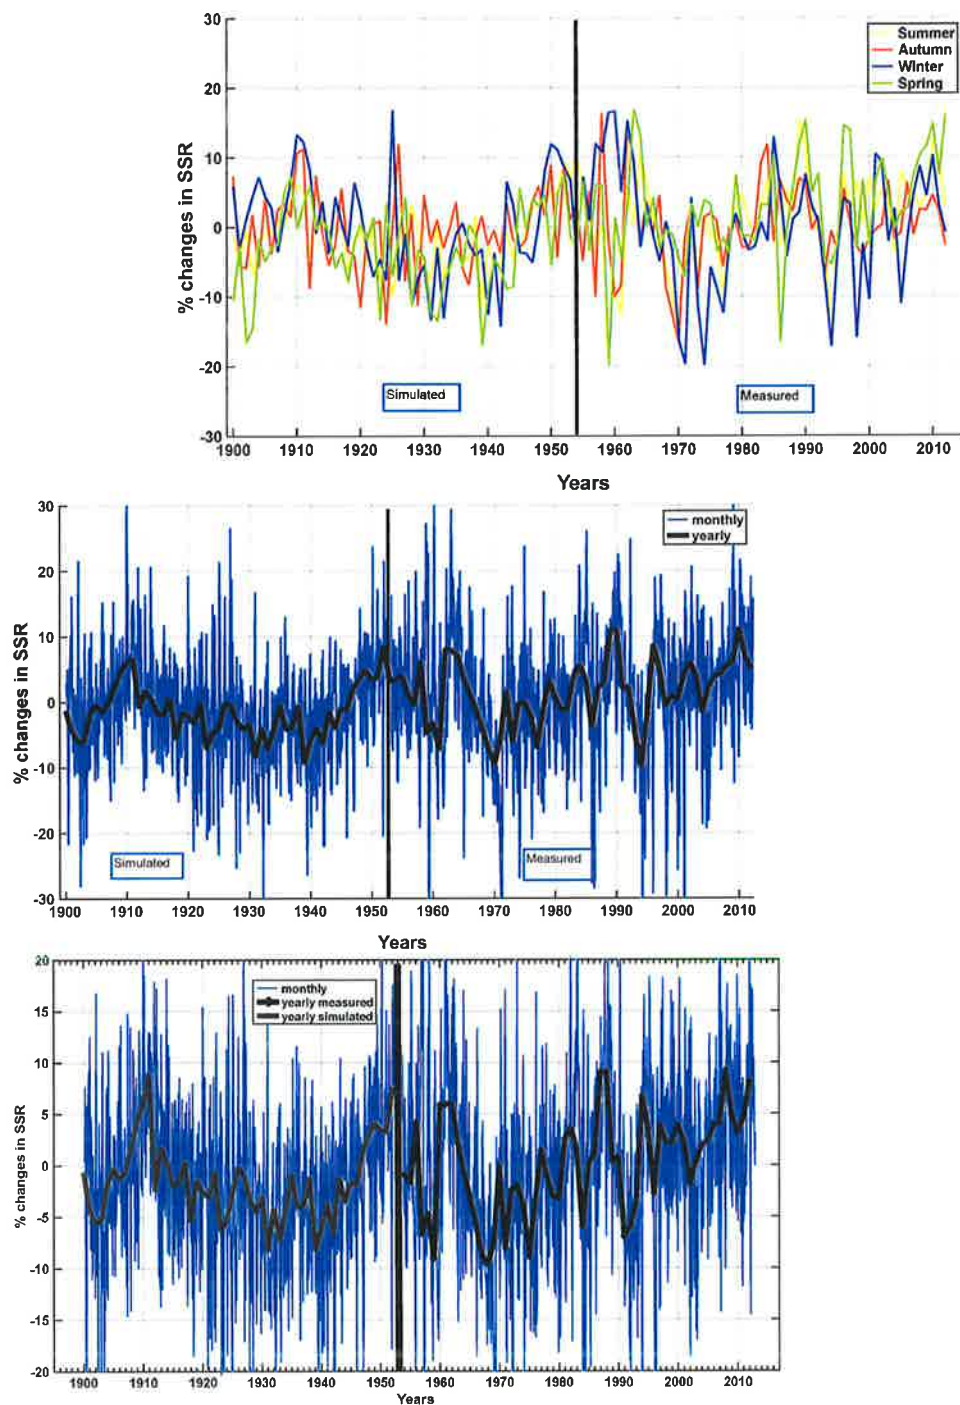 30
20
10
0
-10
-20
-30
% changes in SSR
Summer
Autumn
Winter
Spring
Simulated
Measured
1900 1910 1920 1930 1940 1950 1960 1970 1980 1990 2000 2010
Years
30
20
10
0
-10
-20
-30
% changes in SSR
monthly
yearly
Simulated
Measured
1900 1910 1920 1930 1940 1950 1960 1970 1980 1990 2000 2010
Years
20
15
10
5
0
-5
-10
-15
-20
% changes in SSR
monthly
yearly measured
yearly simulated
1900 1910 1920 1930 1940 1950 1960 1970 1980 1990 2000 2010
Years